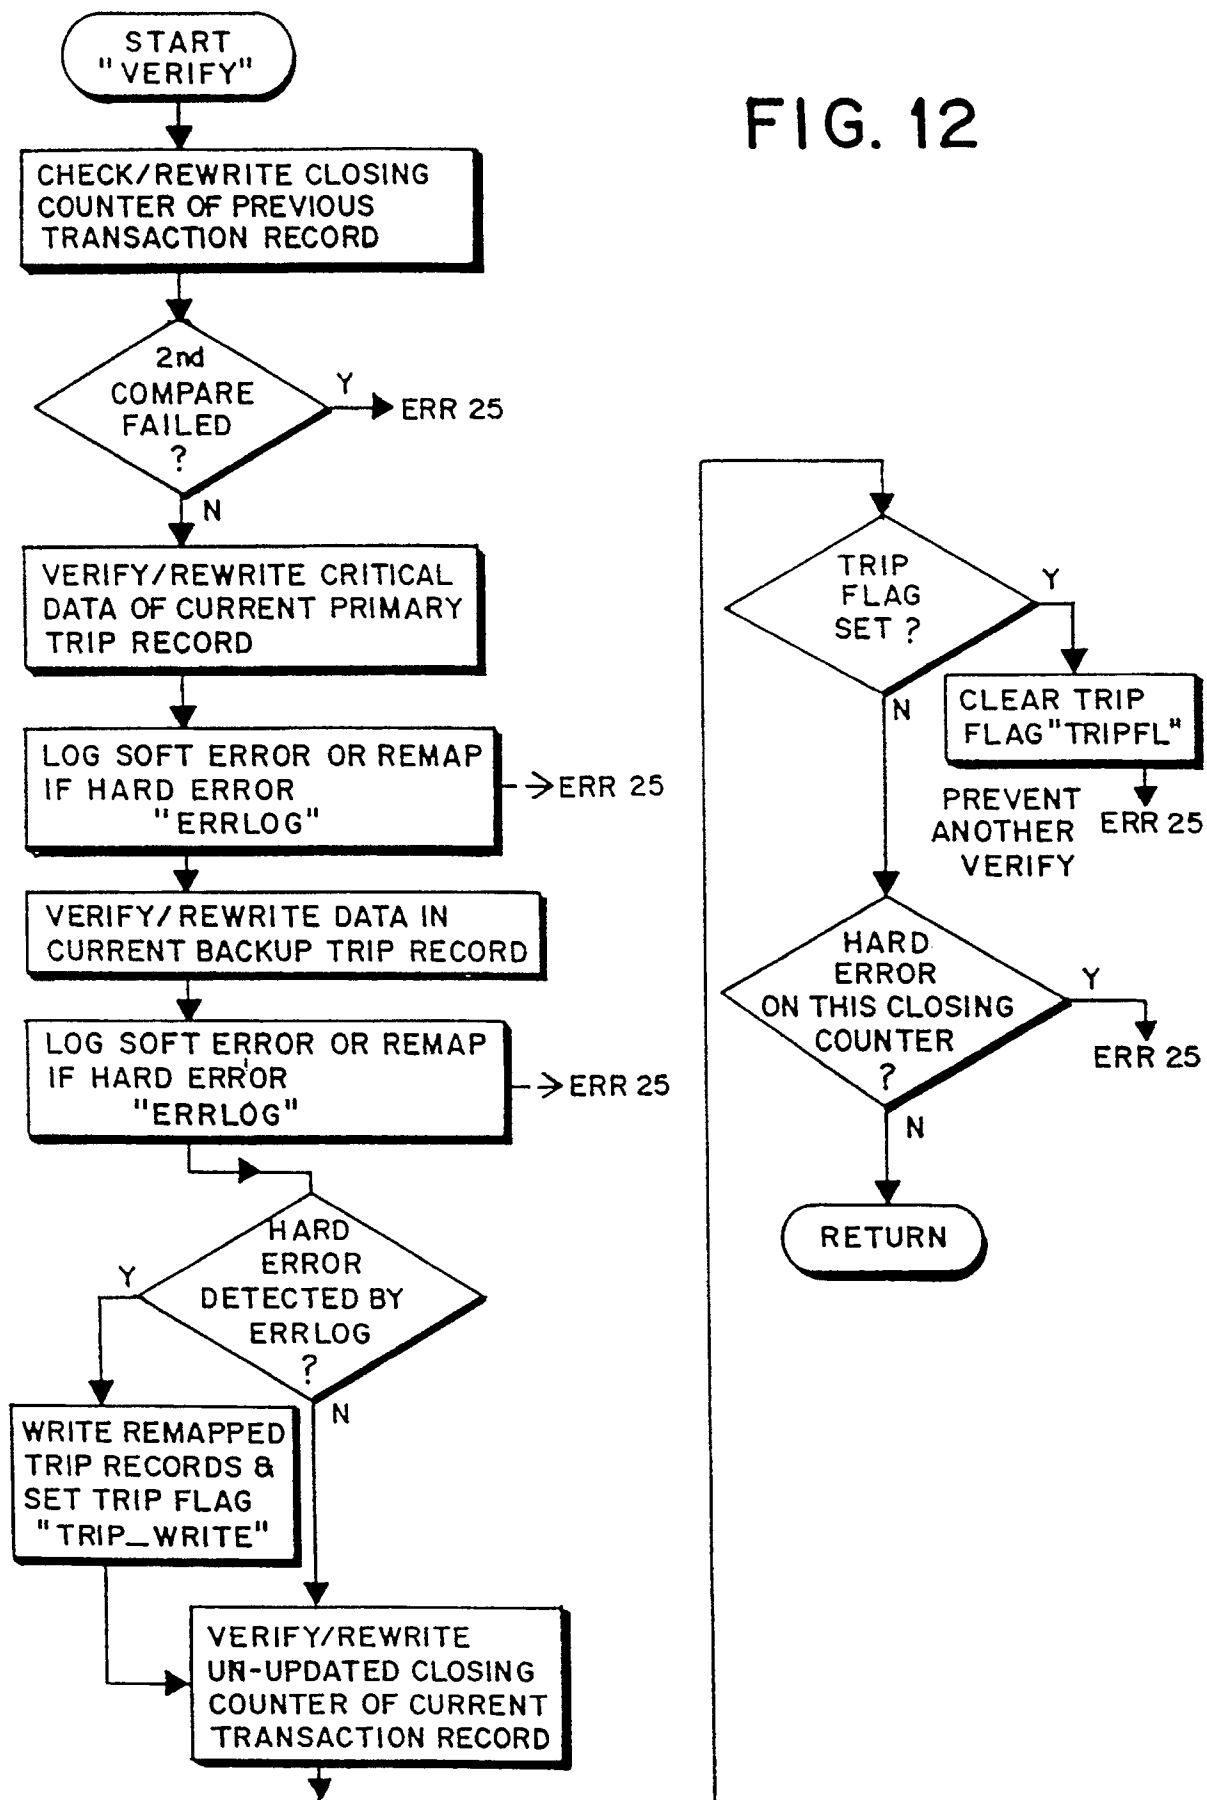 START
"VERIFY"
FIG. 12
CHECK/REWRITE CLOSING
COUNTER OF PREVIOUS
TRANSACTION RECORD
2nd
COMPARE
FAILED
?
Y
ERR 25
N
VERIFY/REWRITE CRITICAL
DATA OF CURRENT PRIMARY
TRIP RECORD
LOG SOFT ERROR OR REMAP
IF HARD ERROR
"ERRLOG"
ERR 25
VERIFY/REWRITE DATA IN
CURRENT BACKUP TRIP RECORD
LOG SOFT ERROR OR REMAP
IF HARD ERROR
"ERRLOG"
ERR 25
HARD
ERROR
DETECTED BY
ERRLOG
?
Y
N
WRITE REMAPPED
TRIP RECORDS &
SET TRIP FLAG
"TRIP_WRITE"
VERIFY/REWRITE
UN-UPDATED CLOSING
COUNTER OF CURRENT
TRANSACTION RECORD
TRIP
FLAG
SET ?
Y
N
CLEAR TRIP
FLAG "TRIPFL"
PREVENT
ANOTHER
VERIFY
ERR 25
HARD
ERROR
ON THIS CLOSING
COUNTER
?
Y
ERR 25
N
RETURN